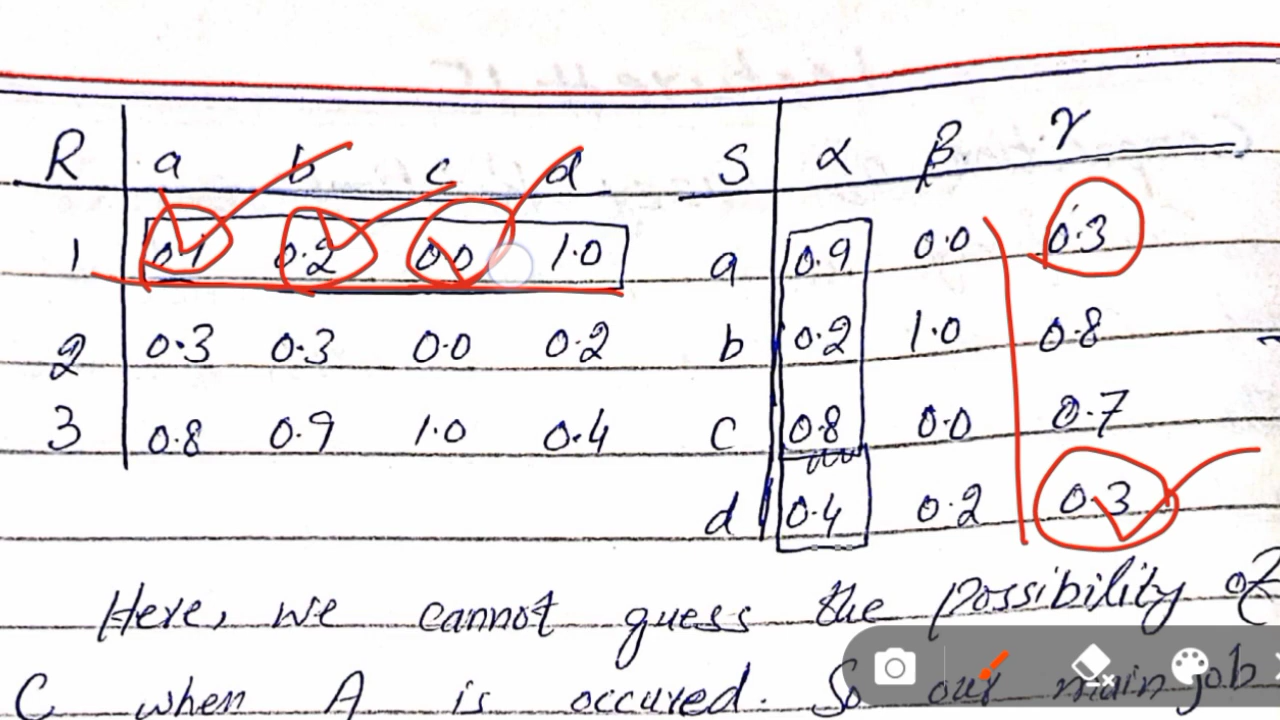 R a b c d S α β γ
1 0.1 0.2 0.0 1.0 a 0.9 0.0 0.3
2 0.3 0.3 0.0 0.2 b 0.2 1.0 0.8
3 0.8 0.9 1.0 0.4 c 0.8 0.0 0.7
d 0.4 0.2 0.3
Here, we cannot guess the possibility of
C when A is occured. So our main job